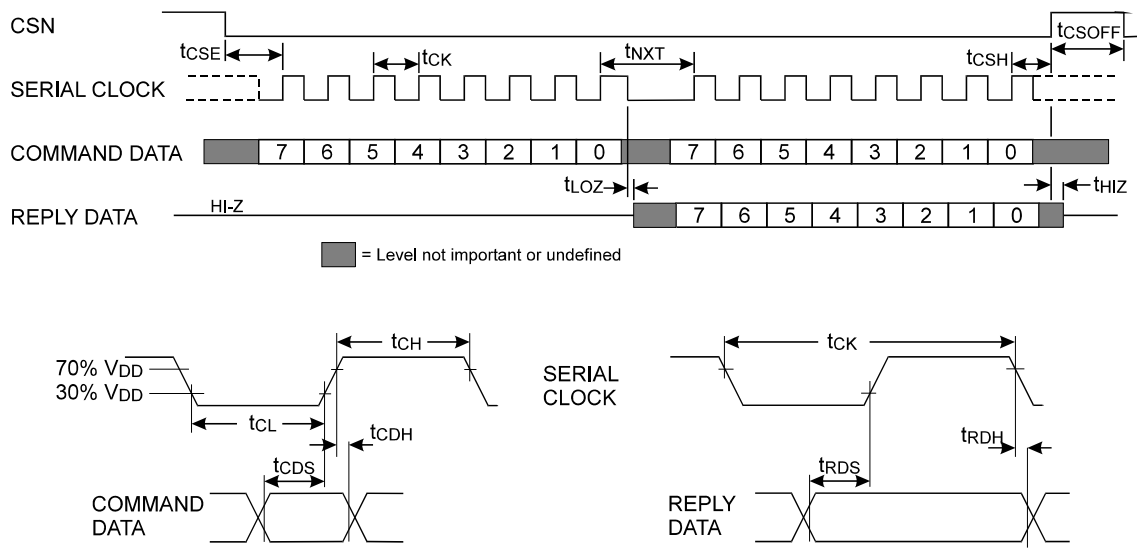 CSN
tCSE
tCK
tNXT
tCSH
tCSOFF
SERIAL CLOCK
COMMAND DATA
7 6 5 4 3 2 1 0
7 6 5 4 3 2 1 0
tLOZ
tHIZ
REPLY DATA
HI-Z
7 6 5 4 3 2 1 0
= Level not important or undefined
70% VDD
30% VDD
tCH
tCL
tCDH
tCDS
COMMAND
DATA
SERIAL
CLOCK
tCK
tRDH
tRDS
REPLY
DATA